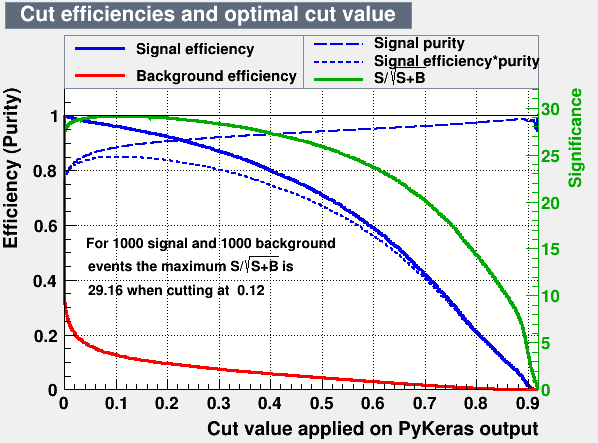 Cut efficiencies and optimal cut value
Signal efficiency
Background efficiency
Signal purity
Signal efficiency*purity
S/√S+B
Efficiency (Purity)
1
0.8
0.6
0.4
0.2
0
For 1000 signal and 1000 background
events the maximum S/√S+B is
29.16 when cutting at 0.12
Significance
30
25
20
15
10
5
0
0 0.1 0.2 0.3 0.4 0.5 0.6 0.7 0.8 0.9
Cut value applied on PyKeras output